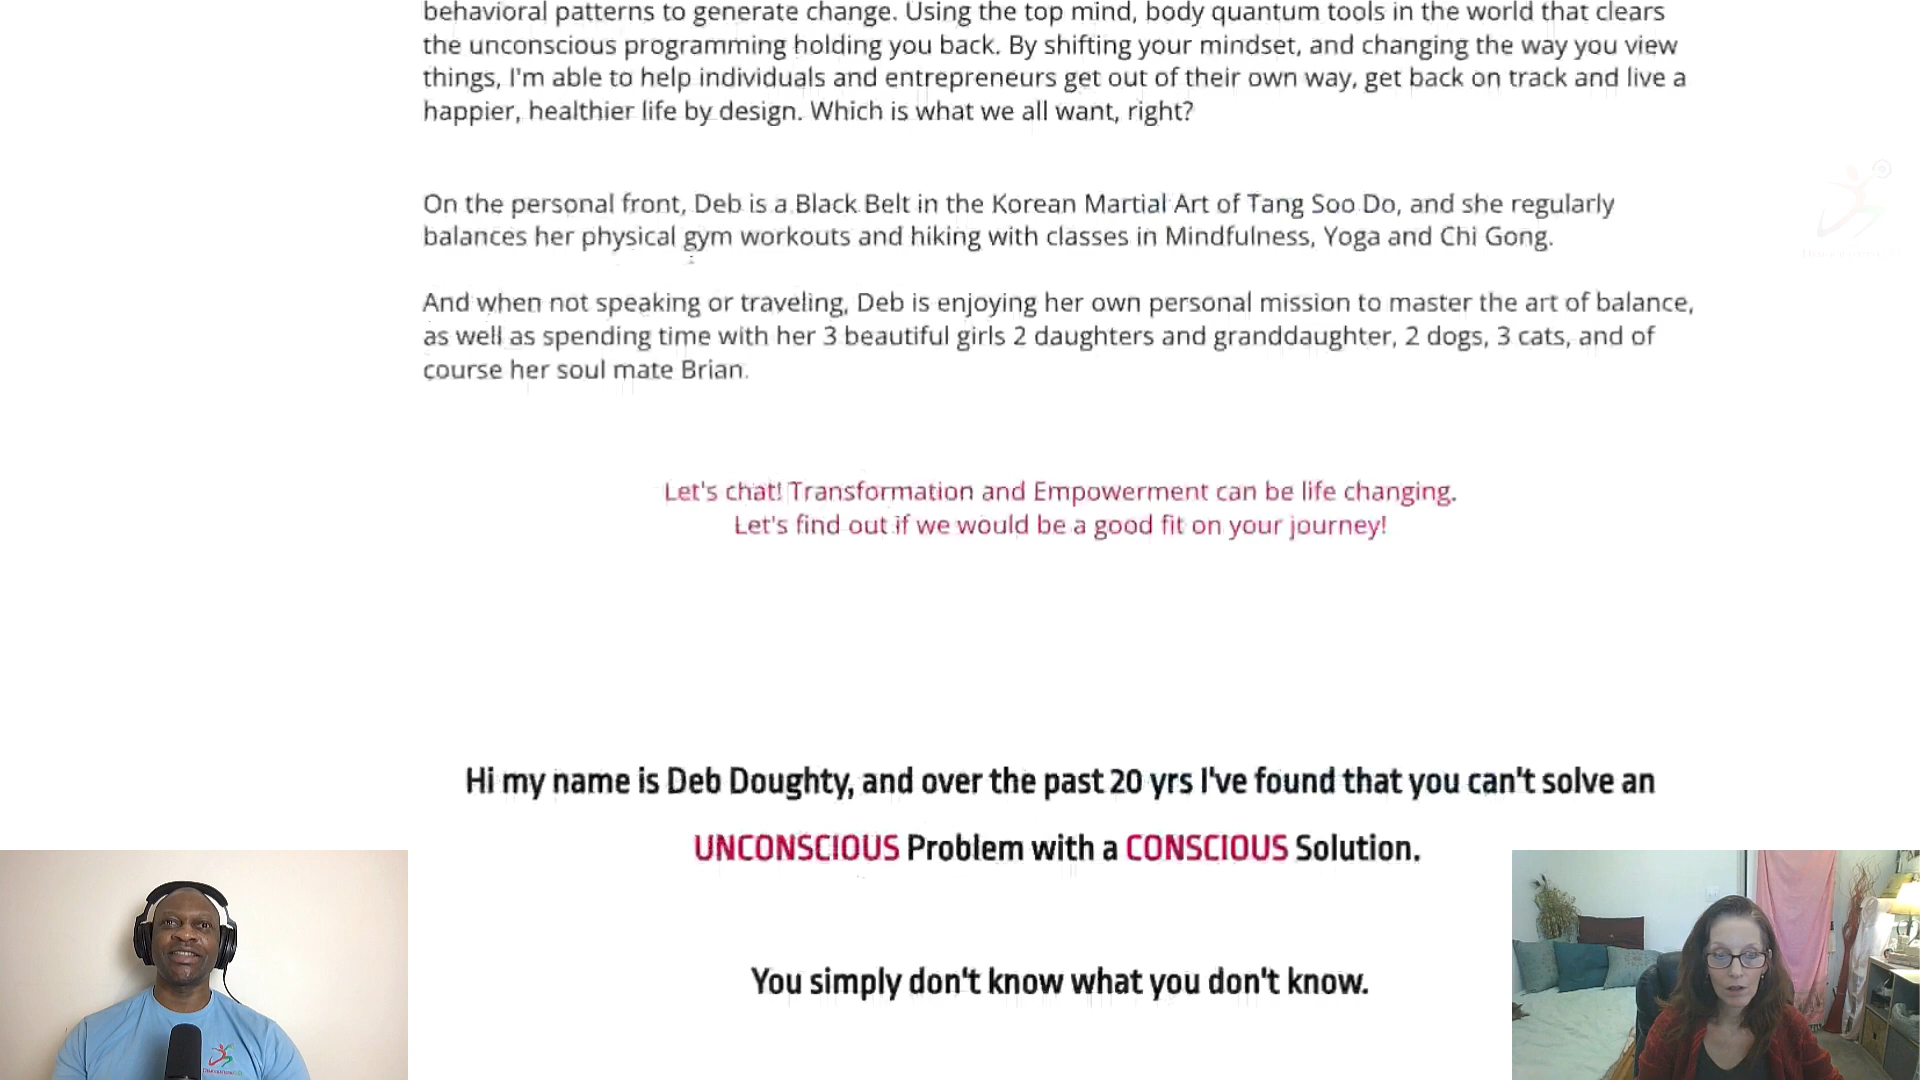 behavioral patterns to generate change. Using the top mind, body quantum tools in the world that clears
the unconscious programming holding you back. By shifting your mindset, and changing the way you view
things, I'm able to help individuals and entrepreneurs get out of their own way, get back on track and live a
happier, healthier life by design. Which is what we all want, right?
On the personal front, Deb is a Black Belt in the Korean Martial Art of Tang Soo Do, and she regularly
balances her physical gym workouts and hiking with classes in Mindfulness, Yoga and Chi Gong.
And when not speaking or traveling, Deb is enjoying her own personal mission to master the art of balance,
as well as spending time with her 3 beautiful girls 2 daughters and granddaughter, 2 dogs, 3 cats, and of
course her soul mate Brian.
Let's chat! Transformation and Empowerment can be life changing.
Let's find out if we would be a good fit on your journey!
Hi my name is Deb Doughty, and over the past 20 yrs I've found that you can't solve an
UNCONSCIOUS Problem with a CONSCIOUS Solution.
You simply don't know what you don't know.